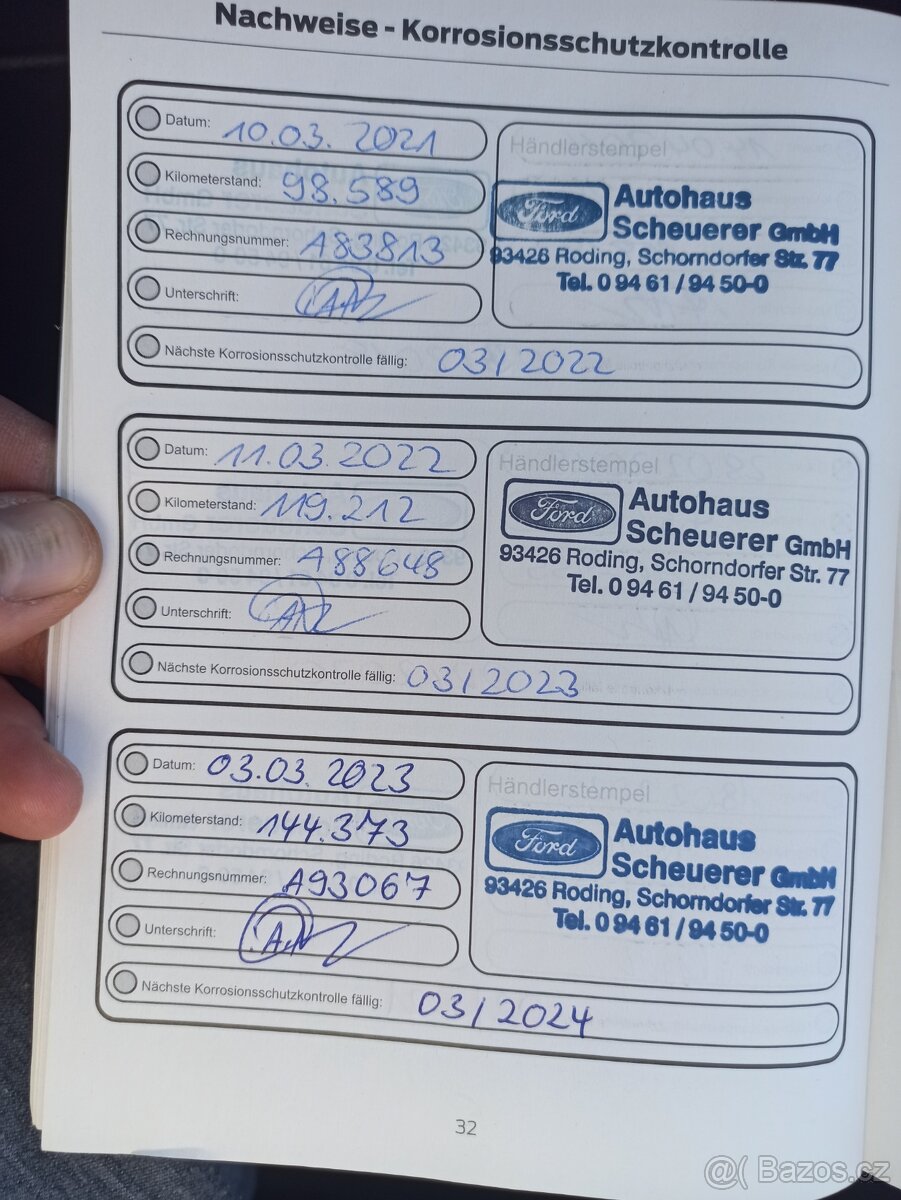 Nachweise - Korrosionsschutzkontrolle
Datum: 10.03.2021
Kilometerstand: 98.589
Rechnungsnummer: A83813
Unterschrift:
Händlerstempel
Ford
Autohaus
Scheuerer GmbH
93426 Roding, Schorndorfer Str. 77
Tel. 0 94 61 / 94 50-0
Nächste Korrosionsschutzkontrolle fällig: 03/2022
Datum: 11.03.2022
Kilometerstand: 119.212
Rechnungsnummer: A88648
Unterschrift:
Händlerstempel
Ford
Autohaus
Scheuerer GmbH
93426 Roding, Schorndorfer Str. 77
Tel. 0 94 61 / 94 50-0
Nächste Korrosionsschutzkontrolle fällig: 03/2023
Datum: 03.03.2023
Kilometerstand: 144.373
Rechnungsnummer: A93067
Unterschrift:
Händlerstempel
Ford
Autohaus
Scheuerer GmbH
93426 Roding, Schorndorfer Str. 77
Tel. 0 94 61 / 94 50-0
Nächste Korrosionsschutzkontrolle fällig: 03/2024
32
@( Bazos.cz